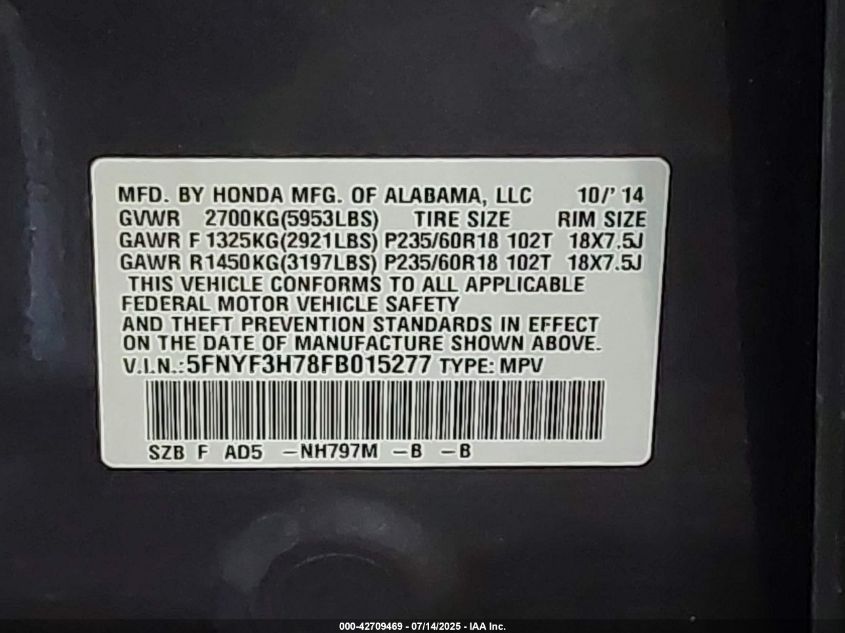 MFD. BY HONDA MFG. OF ALABAMA, LLC 10/' 14
GVWR 2700KG(5953LBS) TIRE SIZE RIM SIZE
GAWR F 1325KG(2921LBS) P235/60R18 102T 18X7.5J
GAWR R1450KG(3197LBS) P235/60R18 102T 18X7.5J
THIS VEHICLE CONFORMS TO ALL APPLICABLE
FEDERAL MOTOR VEHICLE SAFETY
AND THEFT PREVENTION STANDARDS IN EFFECT
ON THE DATE OF MANUFACTURE SHOWN ABOVE.
V.I.N.:5FNYF3H78FB015277 TYPE: MPV
SZB F AD5 -NH797M -B -B
000-42709469 - 07/14/2025 - IAA Inc.